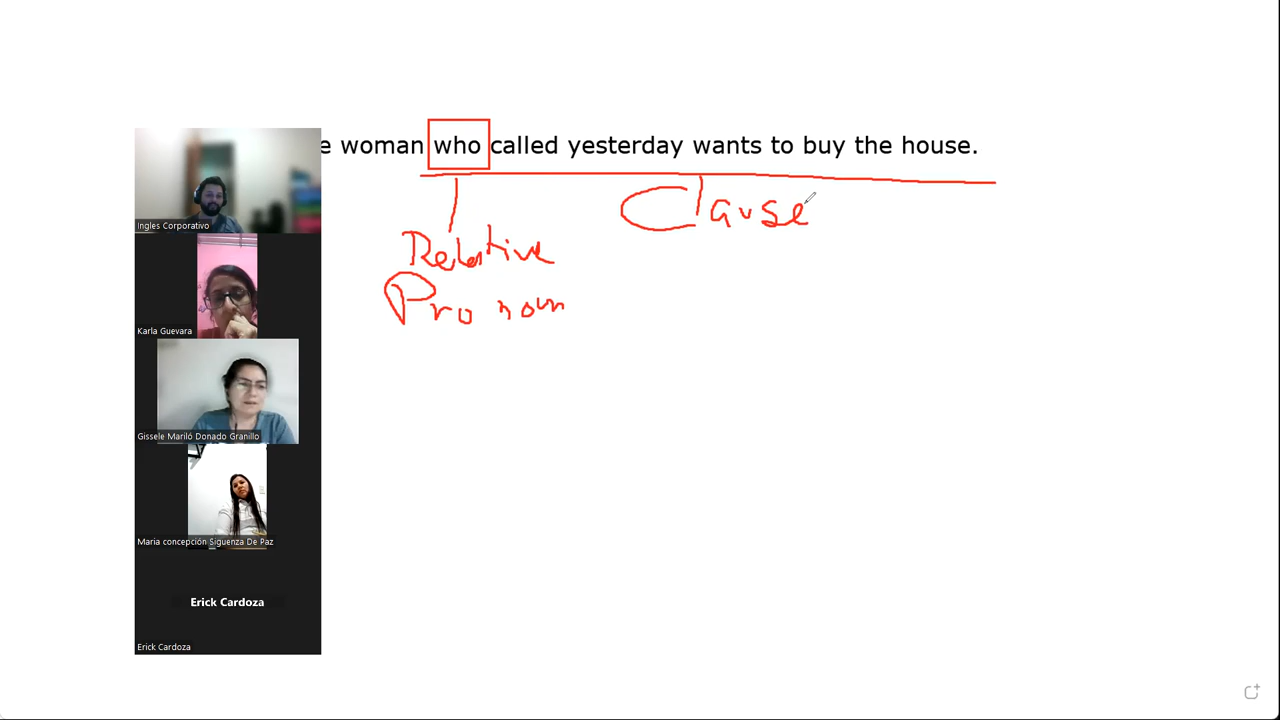 e woman who called yesterday wants to buy the house.
Clause
Relative
Pronoun
Ingles Corporativo
Karla Guevara
Gissele Mariló Donado Granillo
Maria concepción Siguenza De Paz
Erick Cardoza
Erick Cardoza